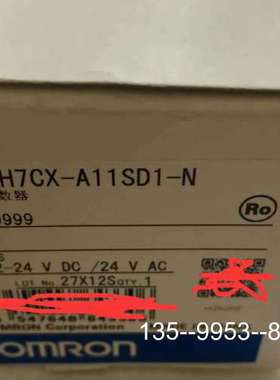 H7CX-A11SD1-N
数器
9999
Ro
-24 V DC /24 V AC
LOT No. 27X12S QTY. 1
OMRON Corporation
135--9953--8
OMRON